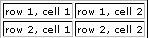 row 1, cell 1 row 1, cell 2
row 2, cell 1 row 2, cell 2